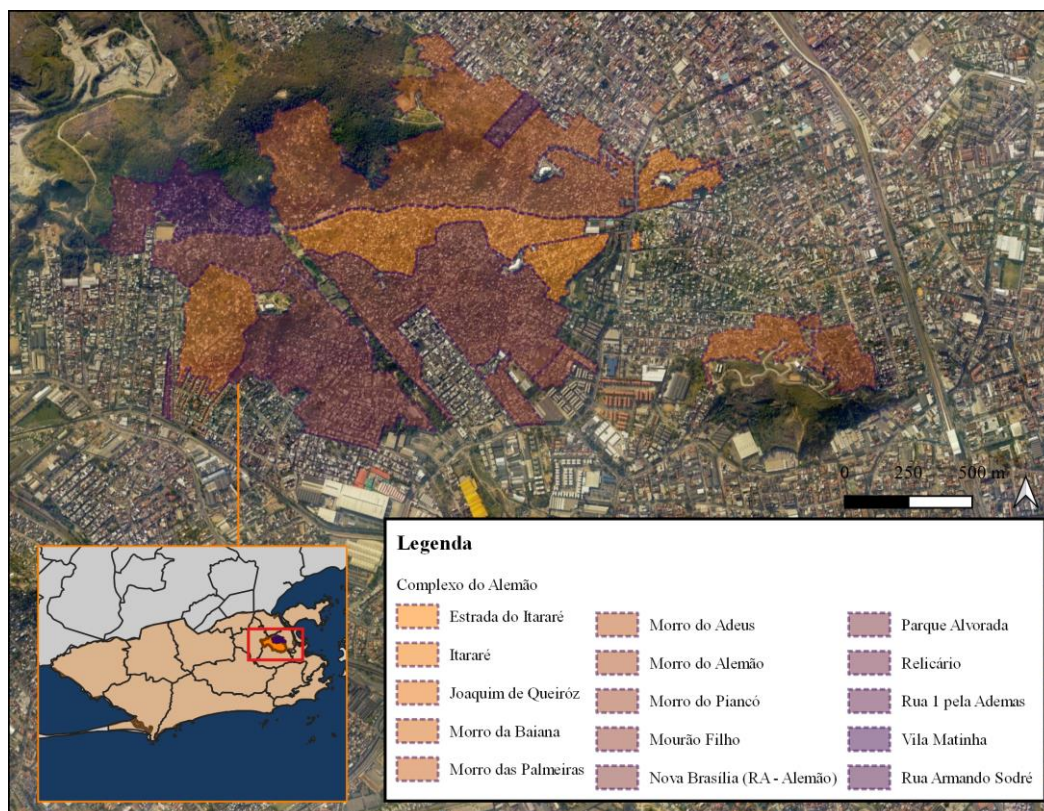 0 250 500 m
Legenda
Complexo do Alemão
Estrada do Itararé
Itararé
Joaquim de Queiróz
Morro da Baiana
Morro das Palmeiras
Morro do Adeus
Morro do Alemão
Morro do Piancó
Mourão Filho
Nova Brasília (RA - Alemão)
Parque Alvorada
Relicário
Rua 1 pela Ademas
Vila Matinha
Rua Armando Sodré